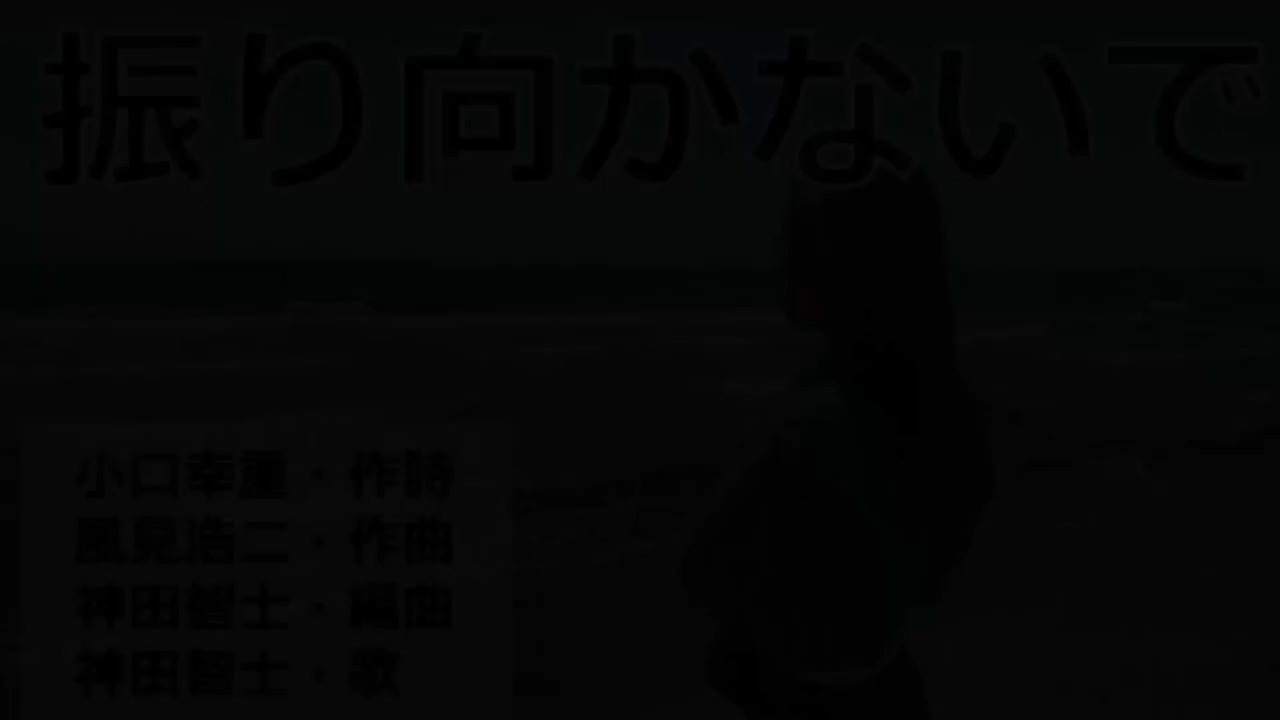 振り向かないで
小口幸重・作詩
風見浩二・作曲
神田智士・編曲
神田智士・歌